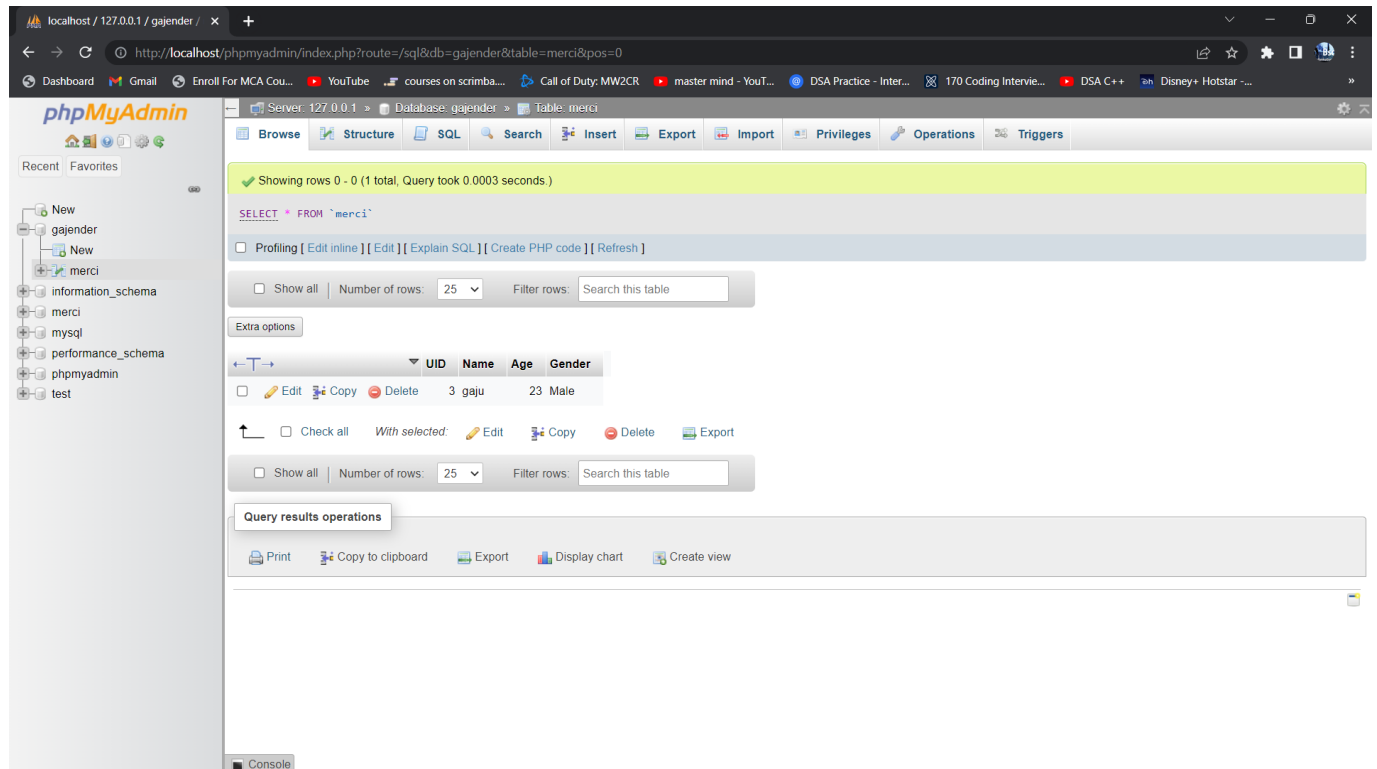 localhost / 127.0.0.1 / gajender /
http://localhost/phpmyadmin/index.php?route=/sql&db=gajender&table=merci&pos=0
Dashboard Gmail Enroll For MCA Cou... YouTube courses on scrimba.... Call of Duty: MW2CR master mind - YouT... DSA Practice - Inter... 170 Coding Intervie... DSA C++ Disney+ Hotstar -... »
phpMyAdmin
Recent Favorites
New
gajender
New
merci
information_schema
merci
mysql
performance_schema
phpmyadmin
test
Server: 127.0.0.1 » Database: gajender » Table: merci
Browse Structure SQL Search Insert Export Import Privileges Operations Triggers
Showing rows 0 - 0 (1 total, Query took 0.0003 seconds.)
SELECT * FROM `merci`
Profiling [ Edit inline ] [ Edit ] [ Explain SQL ] [ Create PHP code ] [ Refresh ]
Show all | Number of rows: 25 Filter rows: Search this table
Extra options
←T→ UID Name Age Gender
Edit Copy Delete 3 gaju 23 Male
Check all With selected: Edit Copy Delete Export
Show all | Number of rows: 25 Filter rows: Search this table
Query results operations
Print Copy to clipboard Export Display chart Create view
Console